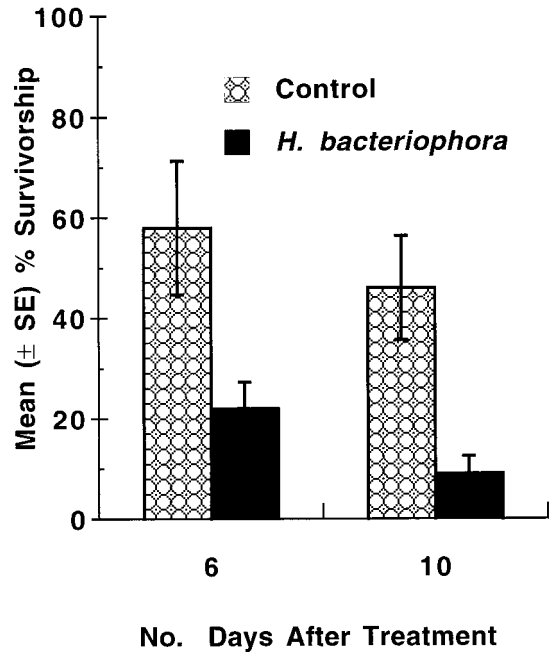 Mean (± SE) % Survivorship
100
80
60
40
20
0
Control
H. bacteriophora
6 10
No. Days After Treatment